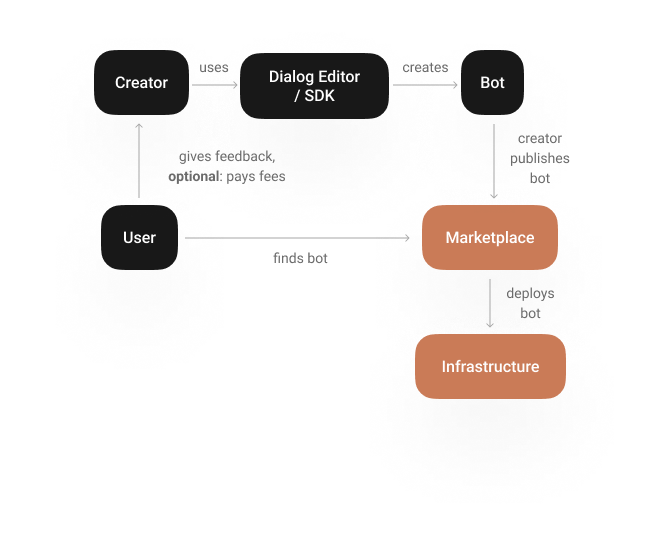 Creator
uses
Dialog Editor
/ SDK
creates
Bot
gives feedback,
optional: pays fees
creator
publishes
bot
User
finds bot
Marketplace
deploys
bot
Infrastructure